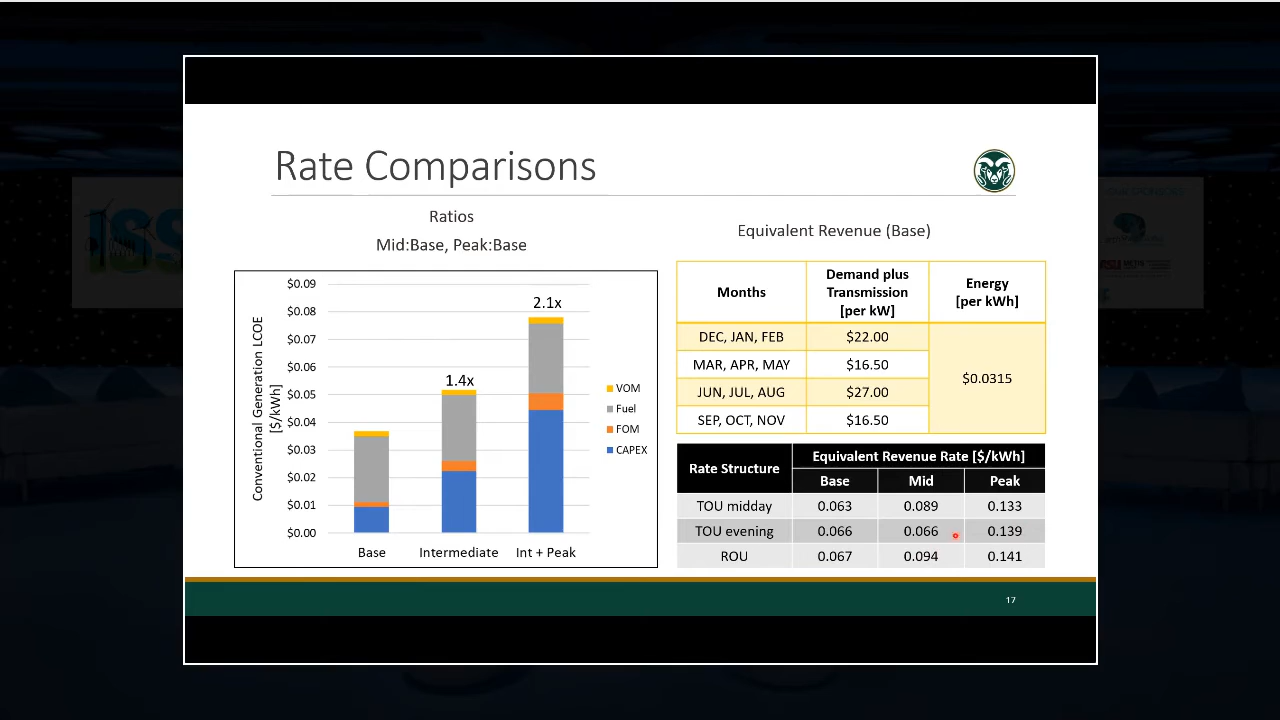 Rate Comparisons
Ratios
Mid:Base, Peak:Base
Conventional Generation LCOE
[$/kWh]
$0.09
$0.08
$0.07
$0.06
$0.05
$0.04
$0.03
$0.02
$0.01
$0.00
1.4x
2.1x
Base Intermediate Int + Peak
VOM
Fuel
FOM
CAPEX
Equivalent Revenue (Base)
Months Demand plus Transmission [per kW] Energy [per kWh]
DEC, JAN, FEB $22.00
MAR, APR, MAY $16.50
$0.0315
JUN, JUL, AUG $27.00
SEP, OCT, NOV $16.50
Rate Structure Equivalent Revenue Rate [$/kWh]
Base Mid Peak
TOU midday 0.063 0.089 0.133
TOU evening 0.066 0.066 0.139
ROU 0.067 0.094 0.141
17
ISS